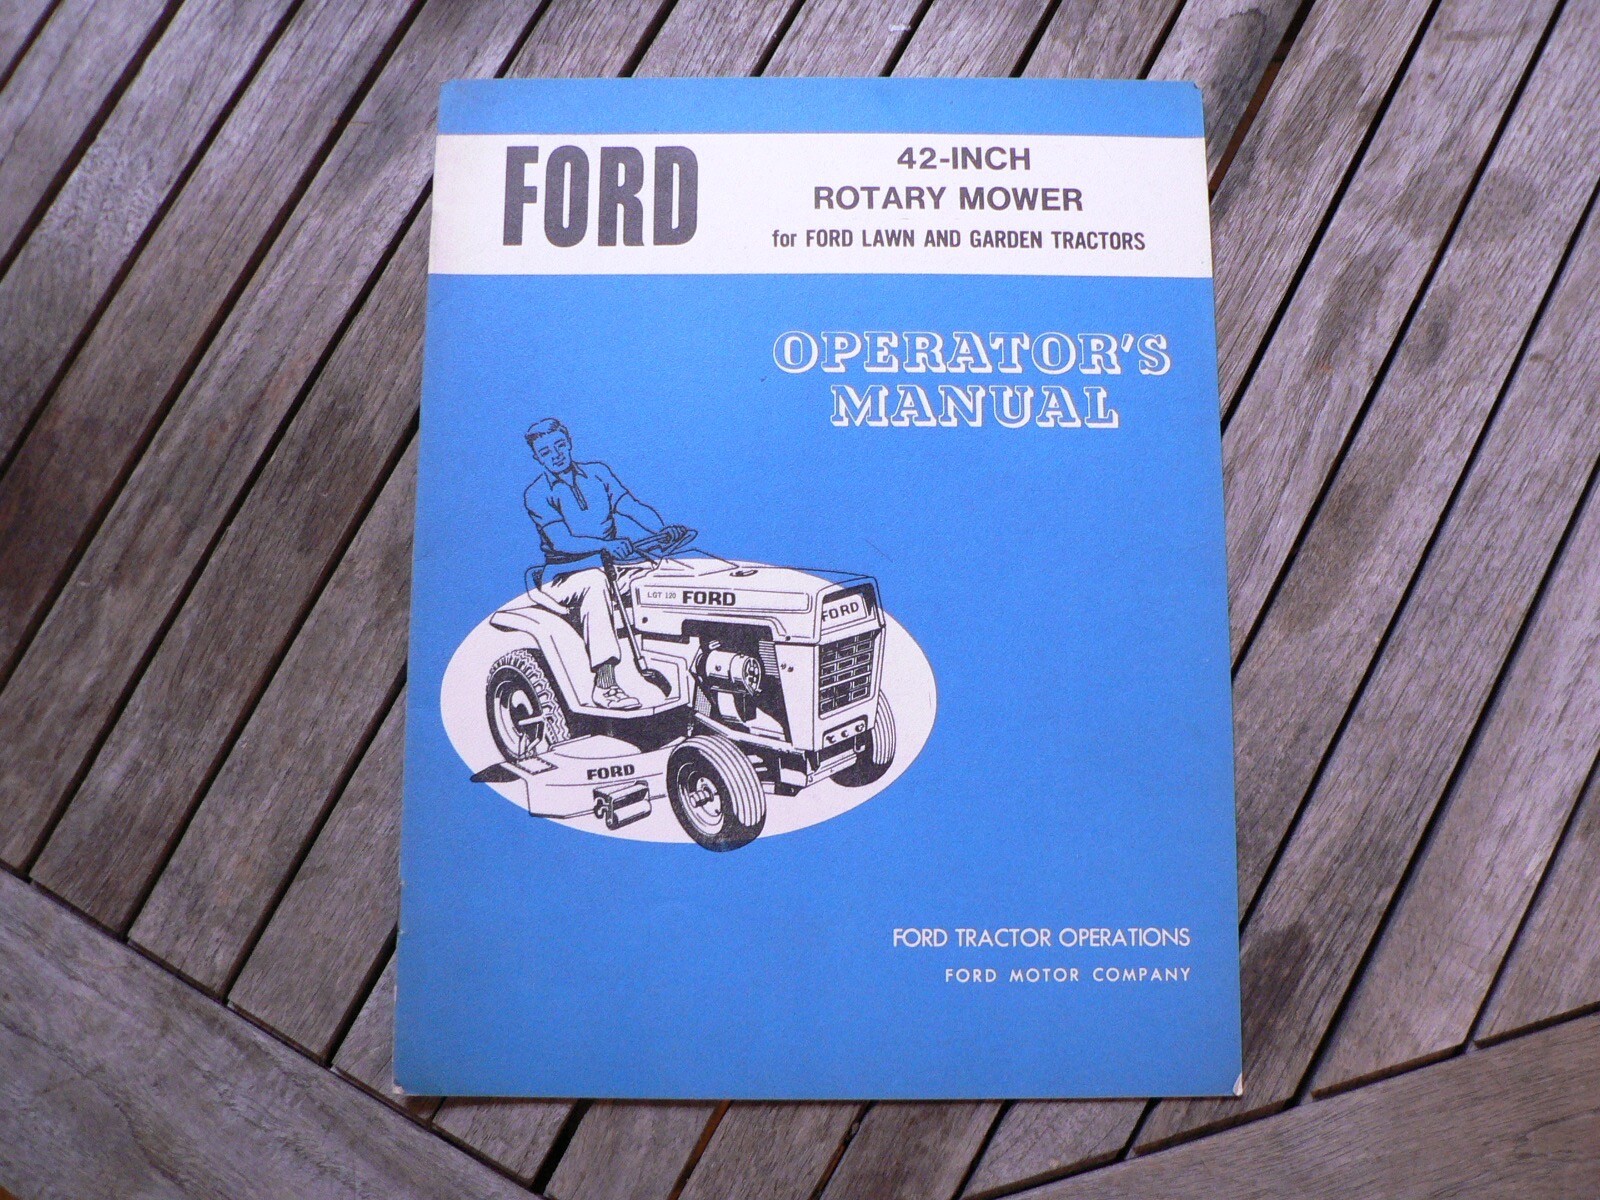 FORD
42-INCH
ROTARY MOWER
for FORD LAWN AND GARDEN TRACTORS
OPERATOR'S
MANUAL
LGT 120 FORD
FORD
FORD
FORD TRACTOR OPERATIONS
FORD MOTOR COMPANY